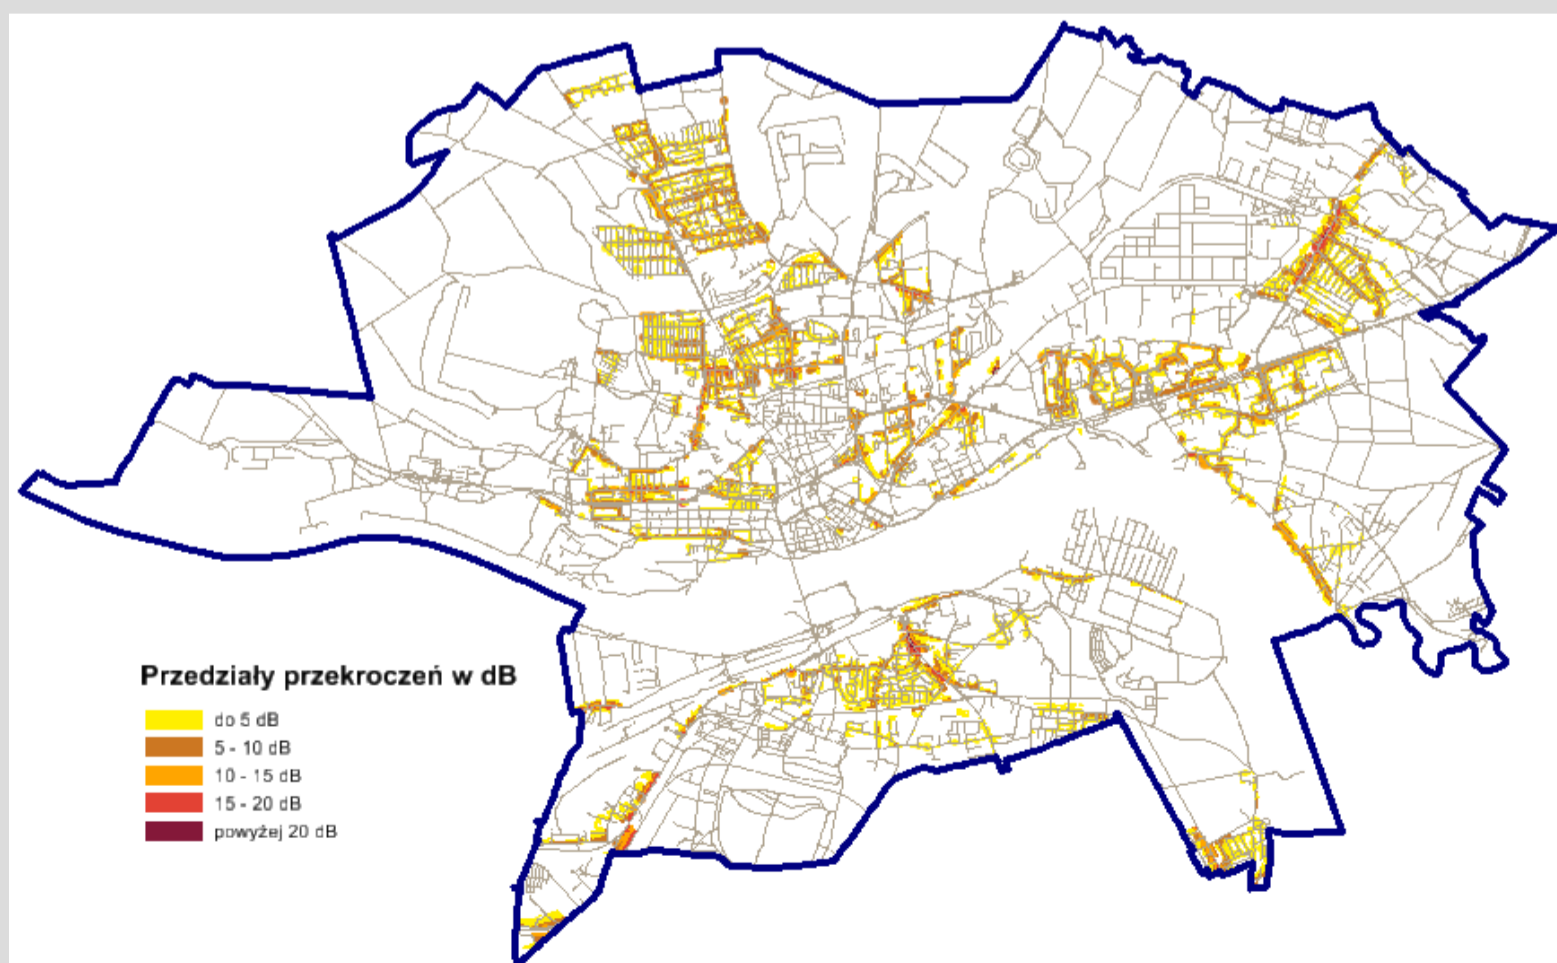 Przedziały przekroczeń w dB
do 5 dB
5 - 10 dB
10 - 15 dB
15 - 20 dB
powyżej 20 dB